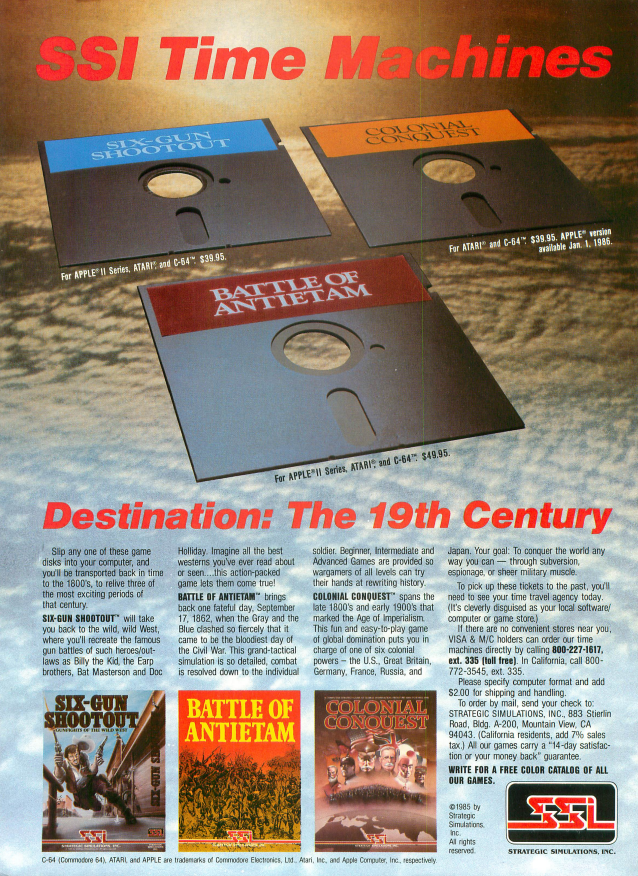 SSI Time Machines
SIX-GUN
SHOOTOUT
COLONIAL
CONQUEST
For APPLE® II Series, ATARI®, and C-64™. $39.95.
For ATARI® and C-64™. $39.95. APPLE® version
available Jan. 1, 1986.
BATTLE OF
ANTIETAM
For APPLE® II Series, ATARI®, and C-64™. $49.95.
Destination: The 19th Century
Slip any one of these game
disks into your computer, and
you'll be transported back in time
to the 1800's, to relive three of
the most exciting periods of
that century.
SIX-GUN SHOOTOUT™ will take
you back to the wild, wild West,
where you'll recreate the famous
gun battles of such heroes/out-
laws as Billy the Kid, the Earp
brothers, Bat Masterson and Doc
Holliday. Imagine all the best
westerns you've ever read about
or seen....this action-packed
game lets them come true!
BATTLE OF ANTIETAM™ brings
back one fateful day, September
17, 1862, when the Gray and the
Blue clashed so fiercely that it
came to be the bloodiest day of
the Civil War. This grand-tactical
simulation is so detailed, combat
is resolved down to the individual
soldier. Beginner, Intermediate and
Advanced Games are provided so
wargamers of all levels can try
their hands at rewriting history.
COLONIAL CONQUEST™ spans the
late 1800's and early 1900's that
marked the Age of Imperialism.
This fun and easy-to-play game
of global domination puts you in
charge of one of six colonial
powers – the U.S., Great Britain,
Germany, France, Russia, and
Japan. Your goal: To conquer the world any
way you can — through subversion,
espionage, or sheer military muscle.
To pick up these tickets to the past, you'll
need to see your time travel agency today.
(It's cleverly disguised as your local software/
computer or game store.)
If there are no convenient stores near you,
VISA & M/C holders can order our time
machines directly by calling 800-227-1617,
ext. 335 (toll free). In California, call 800-
772-3545, ext. 335.
Please specify computer format and add
$2.00 for shipping and handling.
To order by mail, send your check to:
STRATEGIC SIMULATIONS, INC., 883 Stierlin
Road, Bldg. A-200, Mountain View, CA
94043. (California residents, add 7% sales
tax.) All our games carry a "14-day satisfac-
tion or your money back" guarantee.
WRITE FOR A FREE COLOR CATALOG OF ALL
OUR GAMES.
SIX-GUN
SHOOTOUT
GUNFIGHTS OF THE WILD WEST
SSI
STRATEGIC SIMULATIONS, INC.
BATTLE OF
ANTIETAM
SSI
COLONIAL
CONQUEST
SSI
©1985 by
Strategic
Simulations,
Inc.
All rights
reserved.
SSI
STRATEGIC SIMULATIONS, INC.
C-64 (Commodore 64), ATARI, and APPLE are trademarks of Commodore Electronics, Ltd., Atari, Inc., and Apple Computer, Inc., respectively.